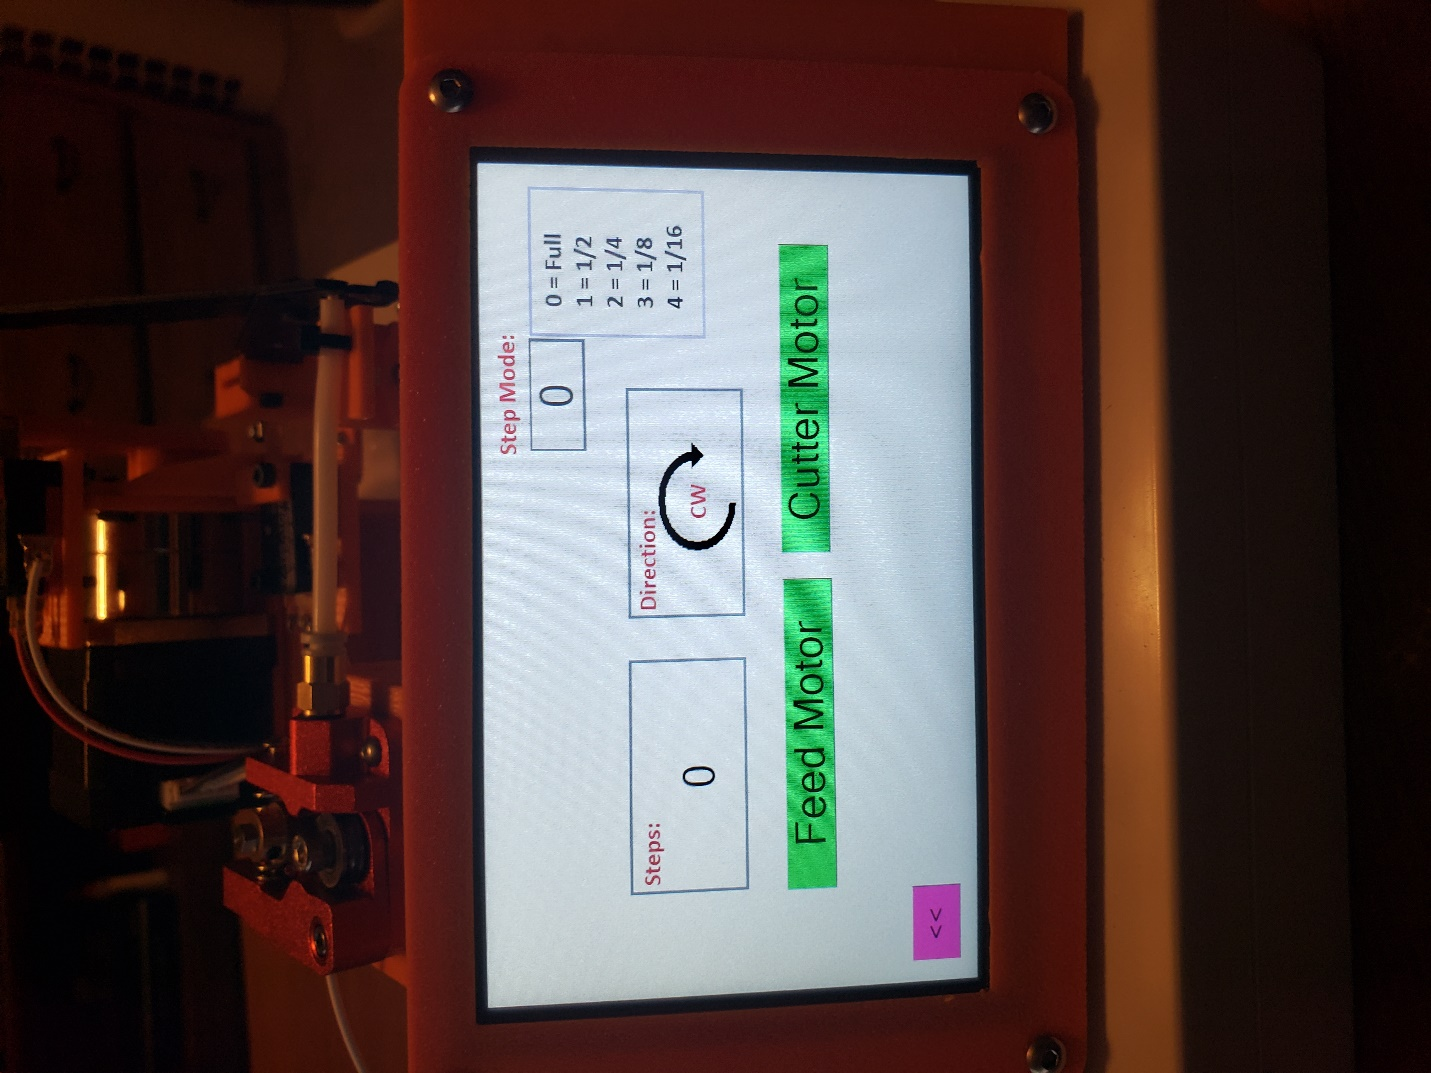 Step Mode:
0
0 = Full
1 = 1/2
2 = 1/4
3 = 1/8
4 = 1/16
Steps:
0
Direction:
CW
Feed Motor
Cutter Motor
<<